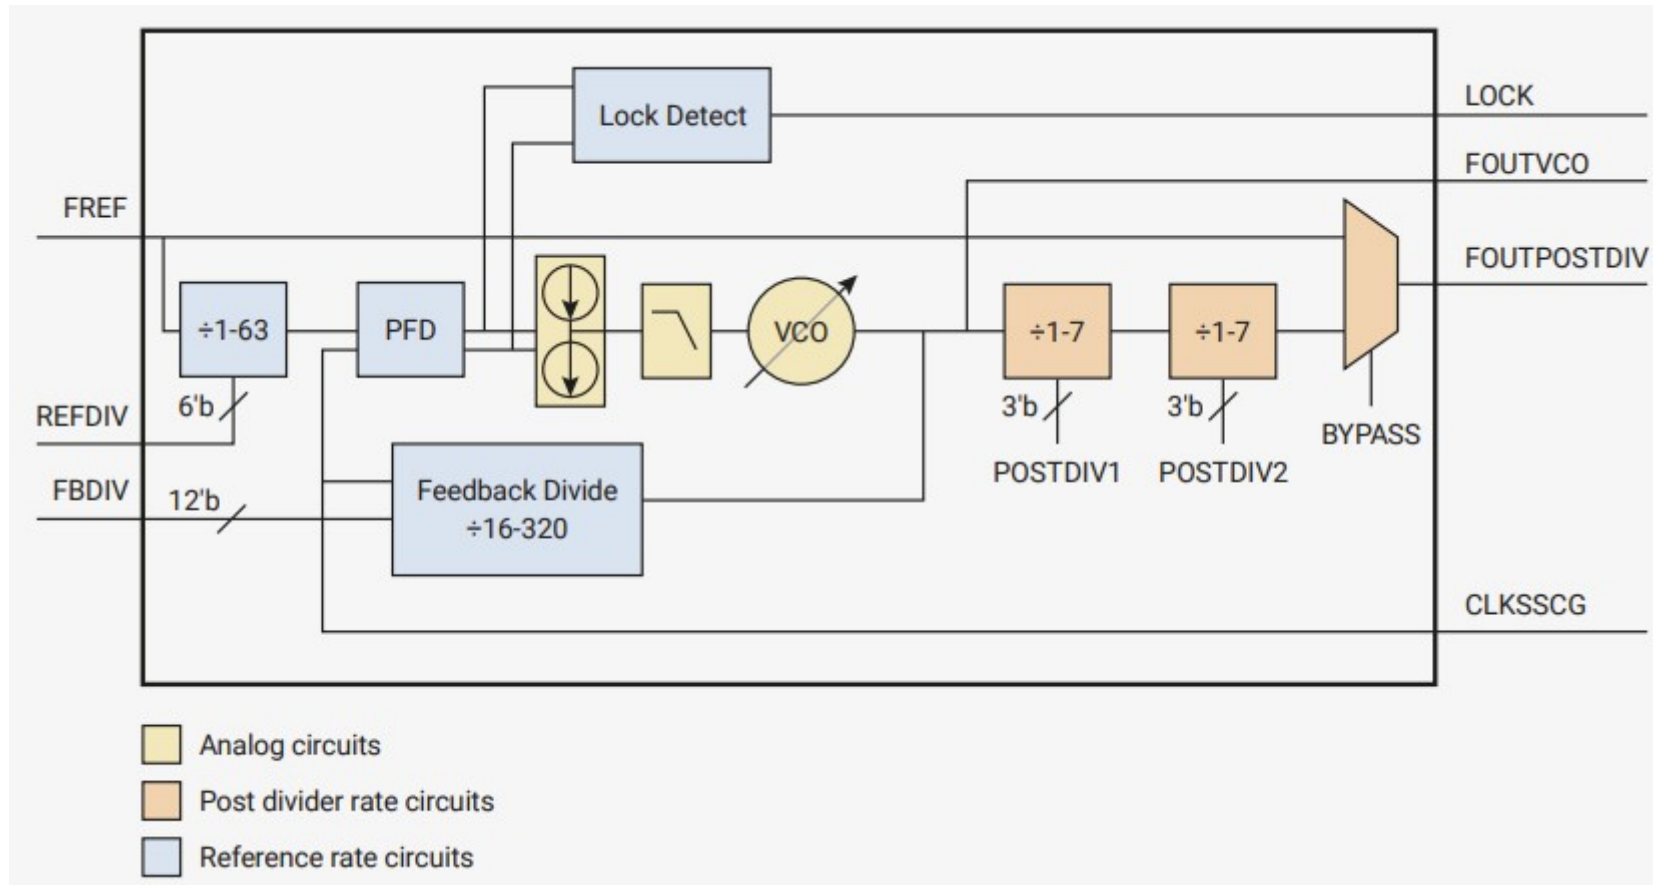 LOCK
Lock Detect
FOUTVCO
FREF
FOUTPOSTDIV
÷1-63
PFD
VCO
÷1-7
÷1-7
6'b
3'b
3'b
REFDIV
BYPASS
POSTDIV1
POSTDIV2
FBDIV
12'b
Feedback Divide
÷16-320
CLKSSCG
Analog circuits
Post divider rate circuits
Reference rate circuits